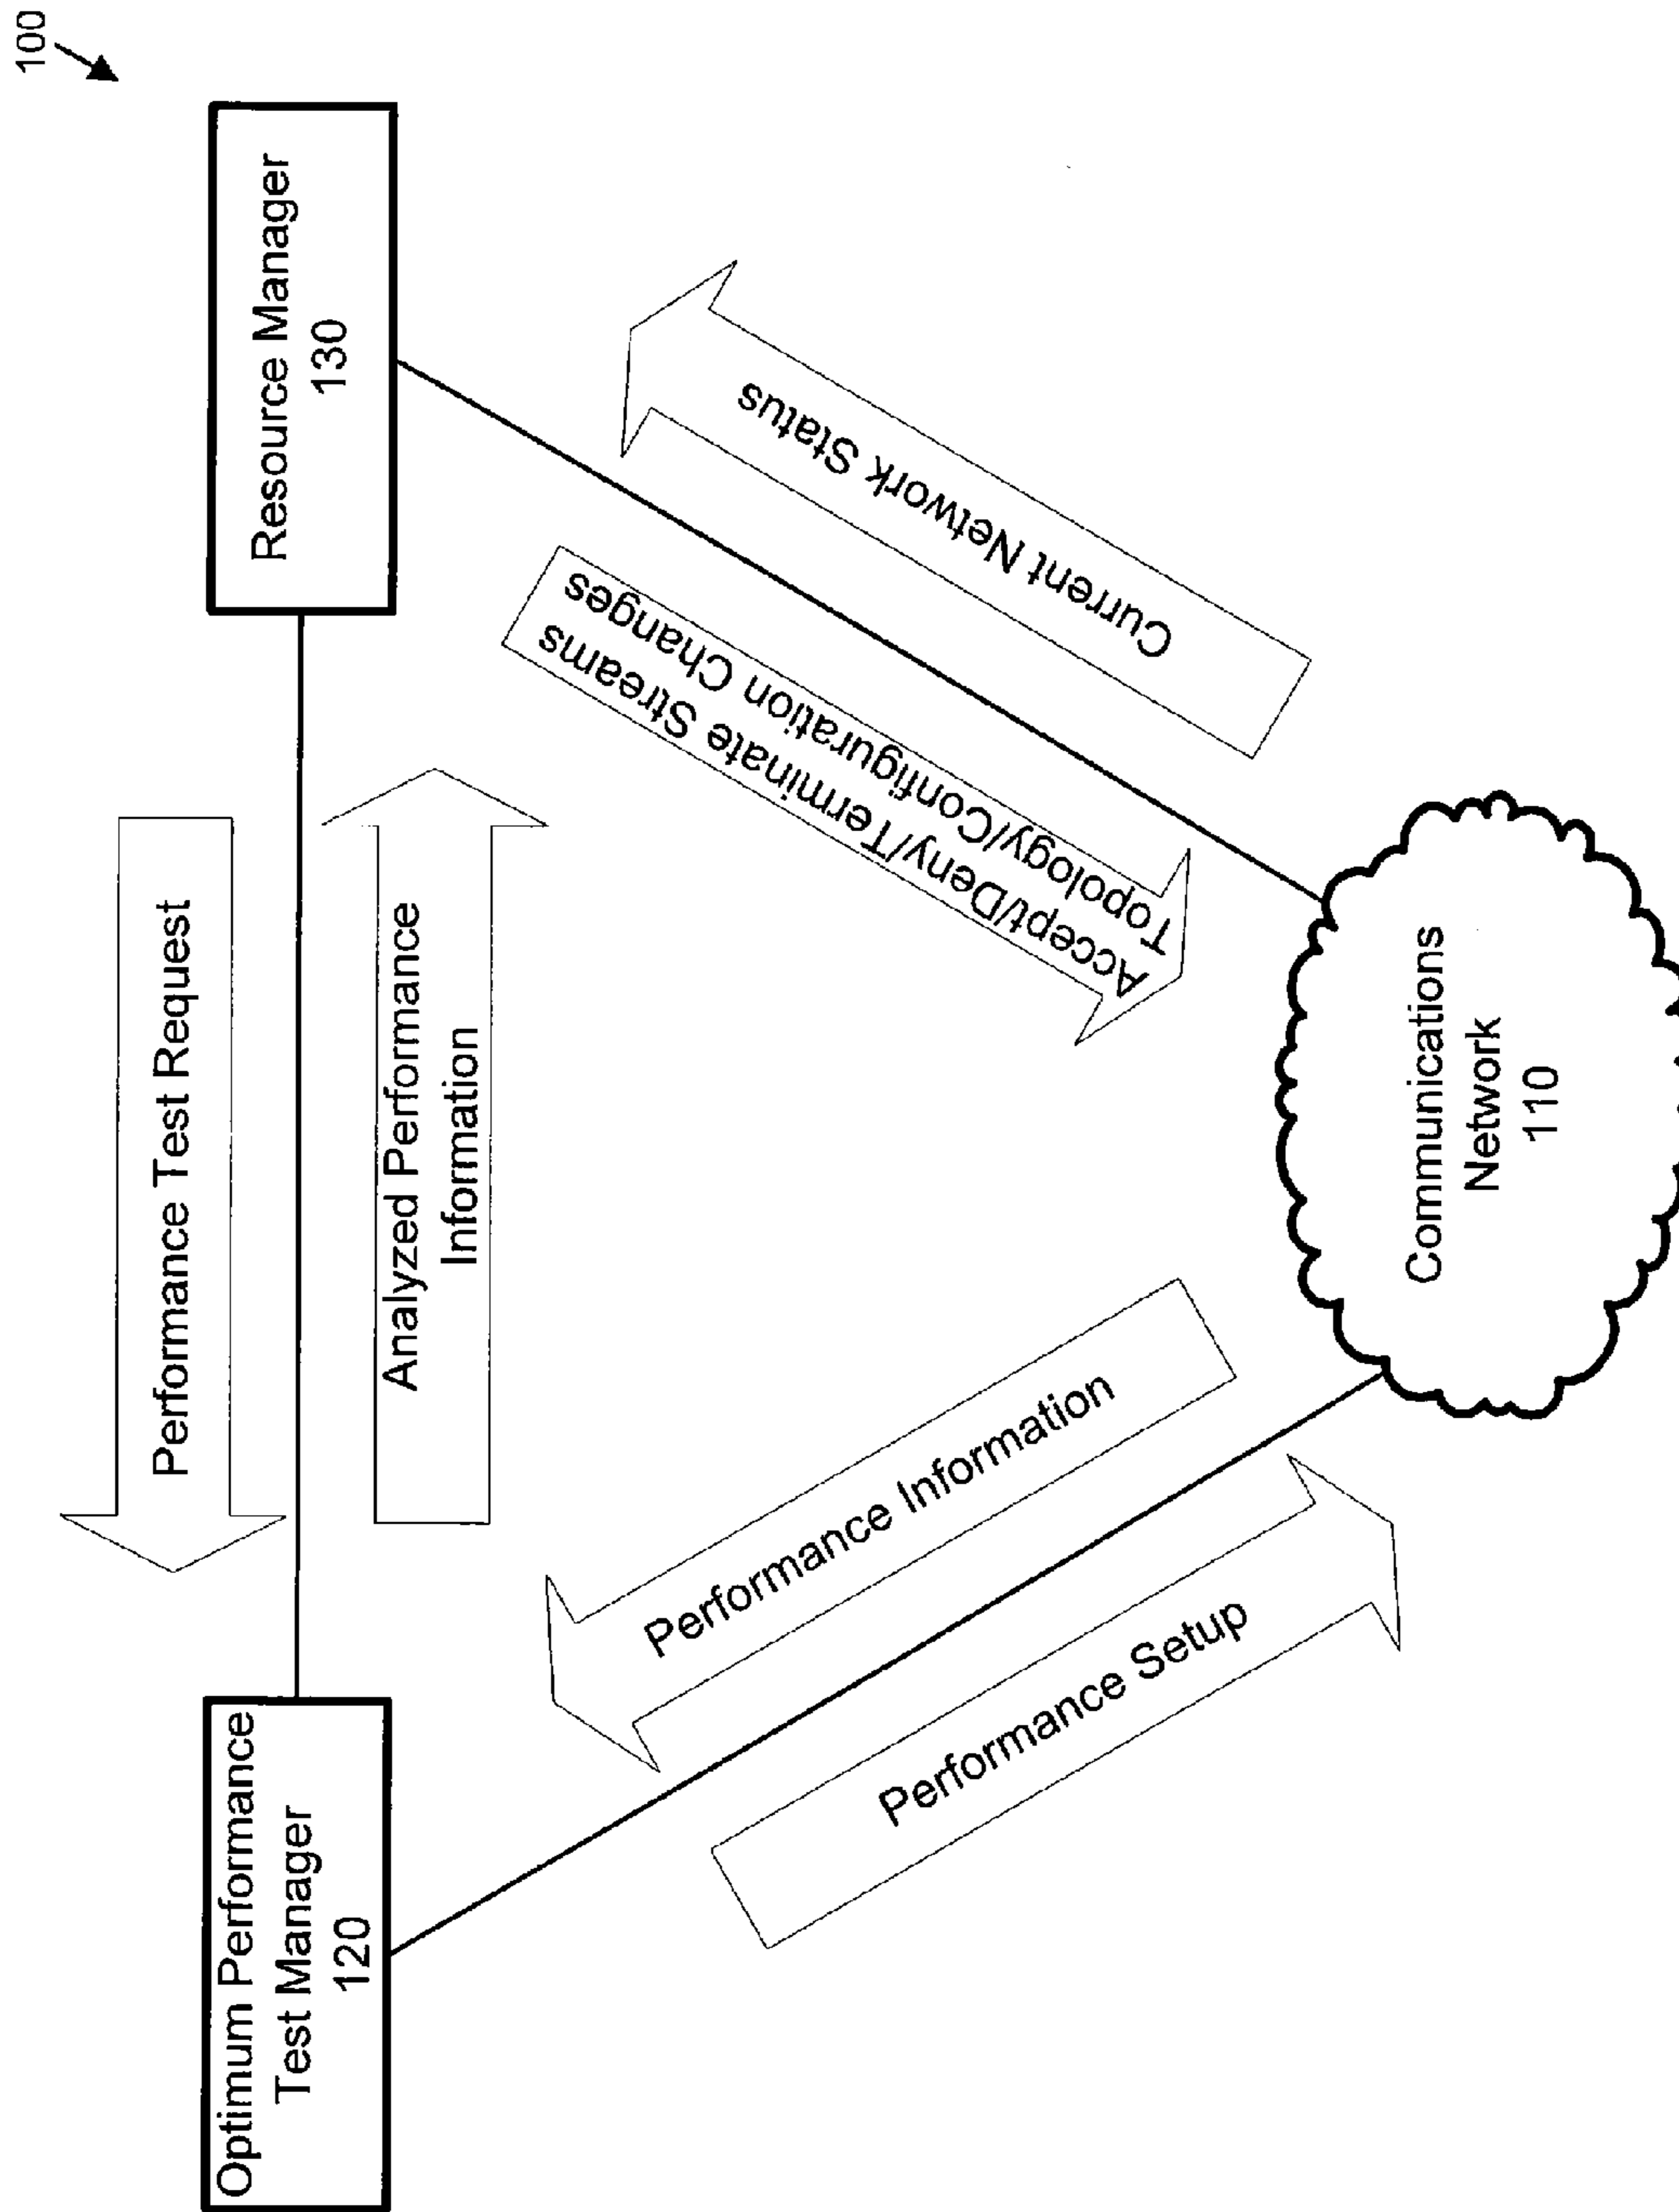 100
Optimum Performance
Test Manager
120
Resource Manager
130
Performance Test Request
Analyzed Performance
Information
Performance Information
Performance Setup
Accept/Deny/Terminate Streams
Topology/Configuration Changes
Current Network Status
Communications
Network
110